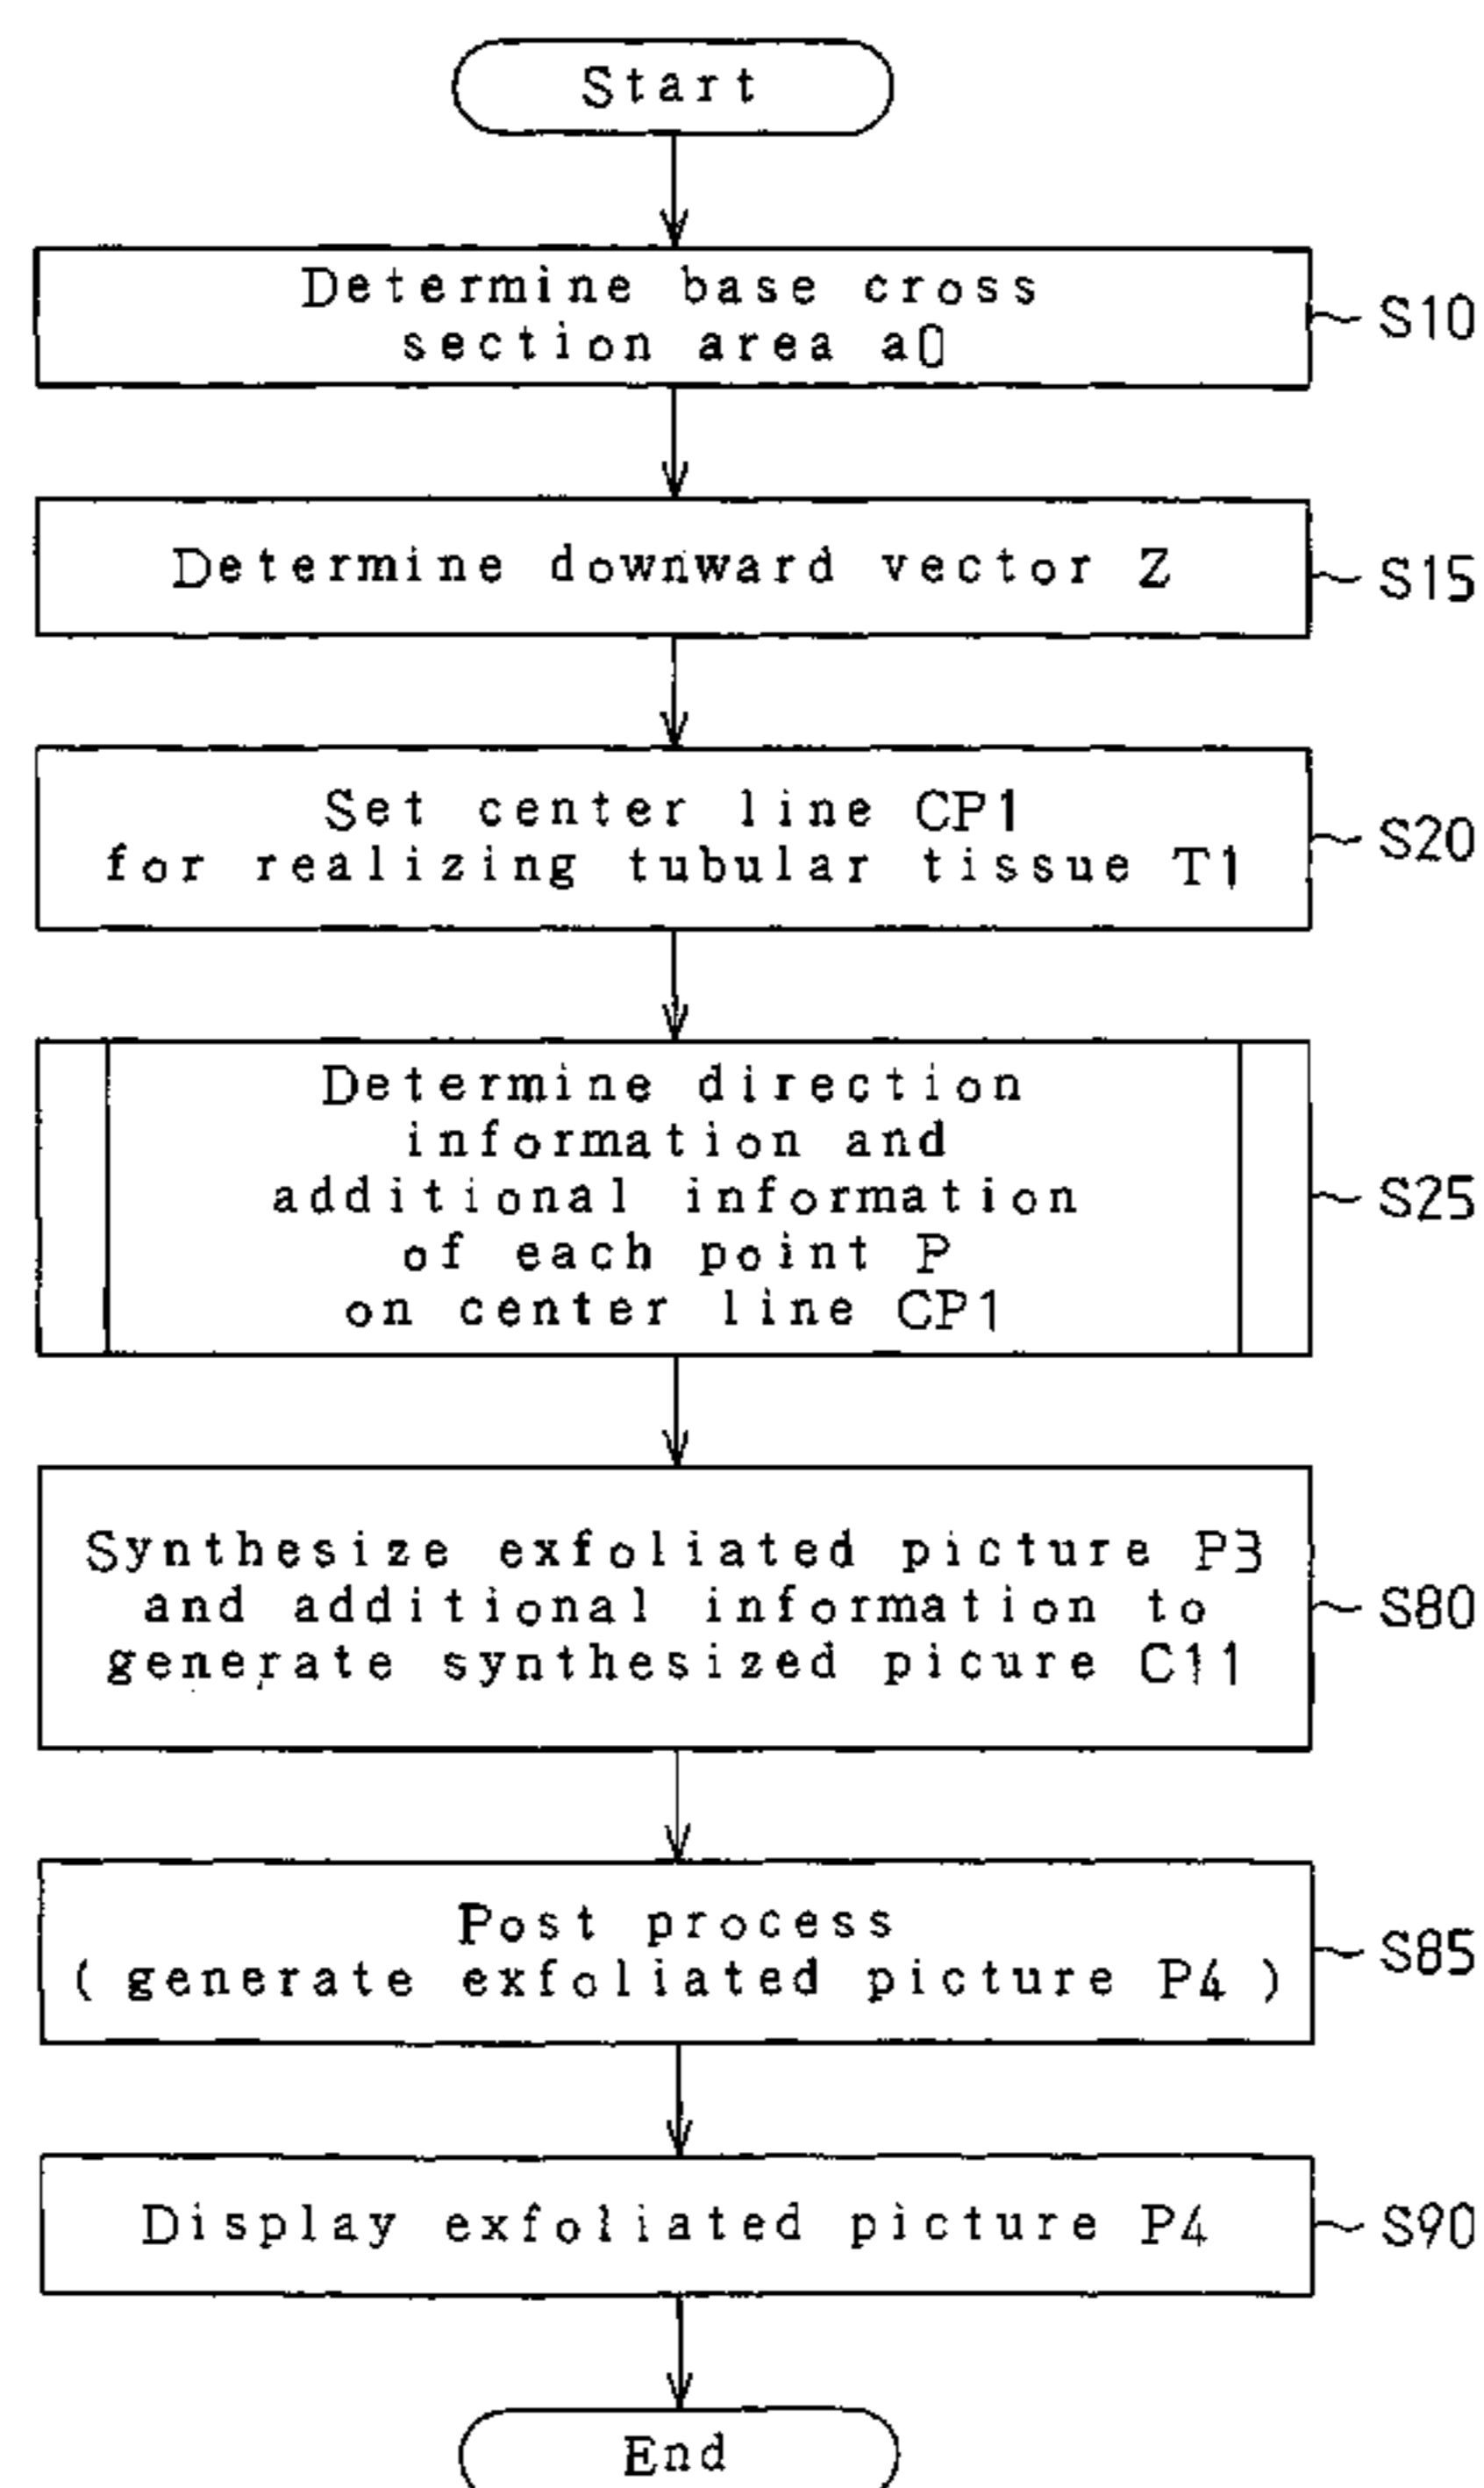 Start
Determine base cross
section area a0
S10
Determine downward vector Z
S15
Set center line CP1
for realizing tubular tissue T1
S20
Determine direction
information and
additional information
of each point P
on center line CP1
S25
Synthesize exfoliated picture P3
and additional information to
generate synthesized picure C11
S80
Post process
(generate exfoliated picture P4)
S85
Display exfoliated picture P4
S90
End